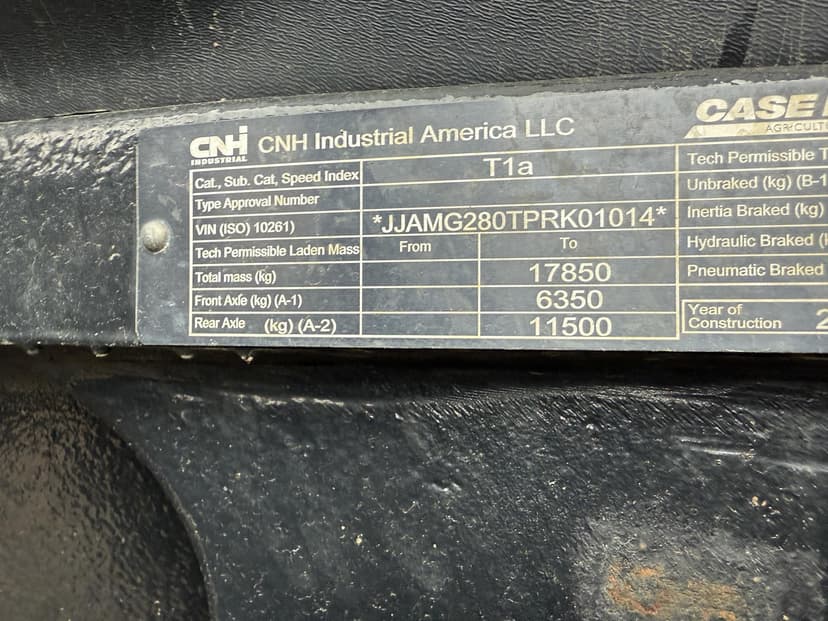 CNH INDUSTRIAL CNH Industrial America LLC
CASE
AGRICULT
Cat., Sub. Cat, Speed Index T1a
Type Approval Number
VIN (ISO) 10261) *JJAMG280TPRK01014*
Tech Permissible Laden Mass From To
Total mass (kg) 17850
Front Axle (kg) (A-1) 6350
Rear Axle (kg) (A-2) 11500
Tech Permissible T
Unbraked (kg) (B-1
Inertia Braked (kg)
Hydraulic Braked (
Pneumatic Braked
Year of
Construction 2